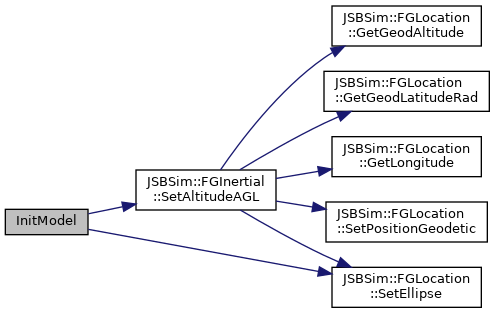 InitModel
JSBSim::FGInertial
::SetAltitudeAGL
JSBSim::FGLocation
::GetGeodAltitude
JSBSim::FGLocation
::GetGeodLatitudeRad
JSBSim::FGLocation
::GetLongitude
JSBSim::FGLocation
::SetPositionGeodetic
JSBSim::FGLocation
::SetEllipse